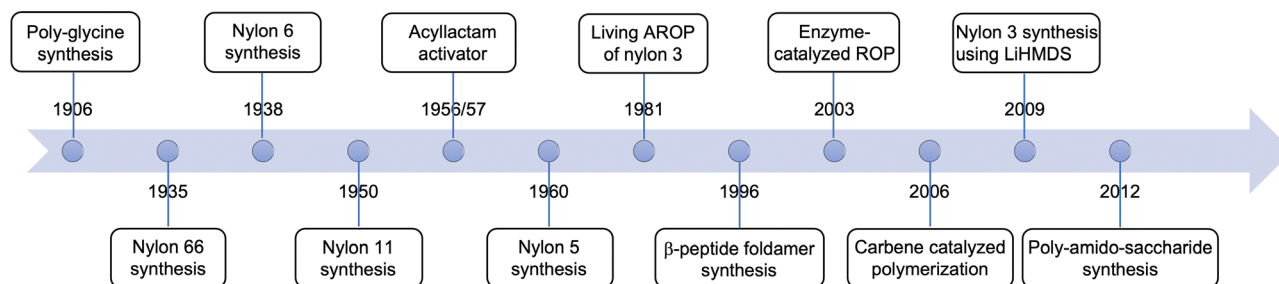 Poly-glycine
synthesis
Nylon 6
synthesis
Acyllactam
activator
Living AROP
of nylon 3
Enzyme-
catalyzed ROP
Nylon 3 synthesis
using LiHMDS
1906
1938
1956/57
1981
2003
2009
1935
1950
1960
1996
2006
2012
Nylon 66
synthesis
Nylon 11
synthesis
Nylon 5
synthesis
β-peptide foldamer
synthesis
Carbene catalyzed
polymerization
Poly-amido-saccharide
synthesis